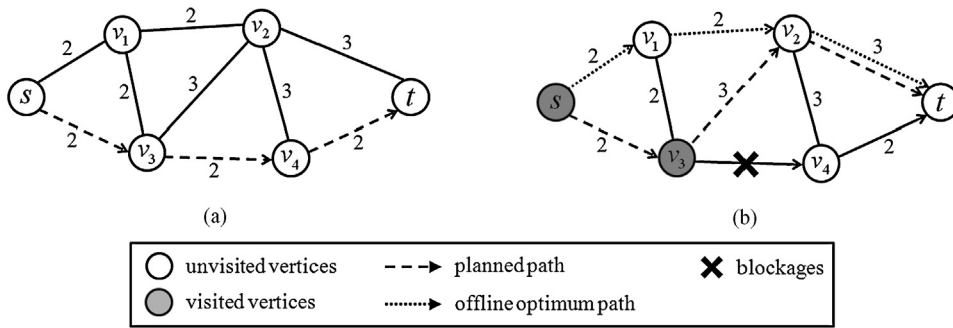 2
v1
2
v2
3
2
3
3
s
t
2
v3
2
v4
2
(a)
2
v1
2
v2
3
2
3
3
s
t
2
v3
v4
2
(b)
unvisited vertices
planned path
blockages
visited vertices
offline optimum path